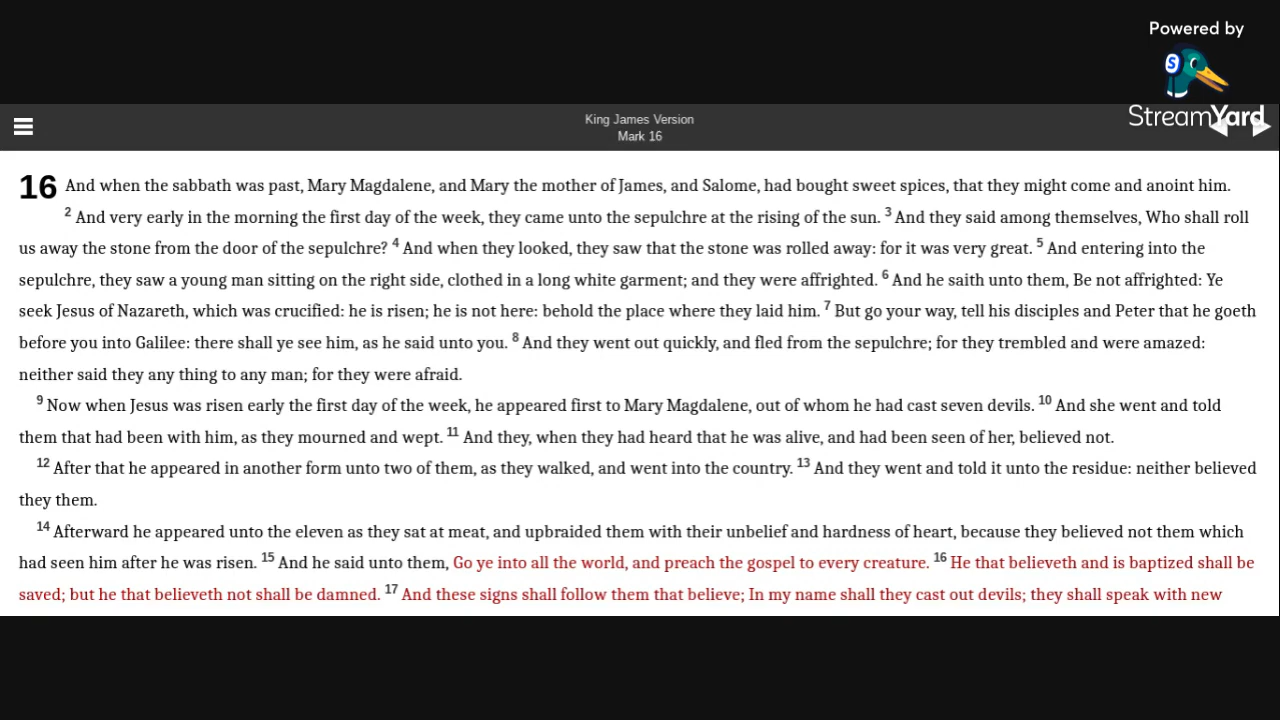 Powered by
S
StreamYard
King James Version
Mark 16
16 And when the sabbath was past, Mary Magdalene, and Mary the mother of James, and Salome, had bought sweet spices, that they might come and anoint him.
2 And very early in the morning the first day of the week, they came unto the sepulchre at the rising of the sun. 3 And they said among themselves, Who shall roll
us away the stone from the door of the sepulchre? 4 And when they looked, they saw that the stone was rolled away: for it was very great. 5 And entering into the
sepulchre, they saw a young man sitting on the right side, clothed in a long white garment; and they were affrighted. 6 And he saith unto them, Be not affrighted: Ye
seek Jesus of Nazareth, which was crucified: he is risen; he is not here: behold the place where they laid him. 7 But go your way, tell his disciples and Peter that he goeth
before you into Galilee: there shall ye see him, as he said unto you. 8 And they went out quickly, and fled from the sepulchre; for they trembled and were amazed:
neither said they any thing to any man; for they were afraid.
9 Now when Jesus was risen early the first day of the week, he appeared first to Mary Magdalene, out of whom he had cast seven devils. 10 And she went and told
them that had been with him, as they mourned and wept. 11 And they, when they had heard that he was alive, and had been seen of her, believed not.
12 After that he appeared in another form unto two of them, as they walked, and went into the country. 13 And they went and told it unto the residue: neither believed
they them.
14 Afterward he appeared unto the eleven as they sat at meat, and upbraided them with their unbelief and hardness of heart, because they believed not them which
had seen him after he was risen. 15 And he said unto them, Go ye into all the world, and preach the gospel to every creature. 16 He that believeth and is baptized shall be
saved; but he that believeth not shall be damned. 17 And these signs shall follow them that believe; In my name shall they cast out devils; they shall speak with new